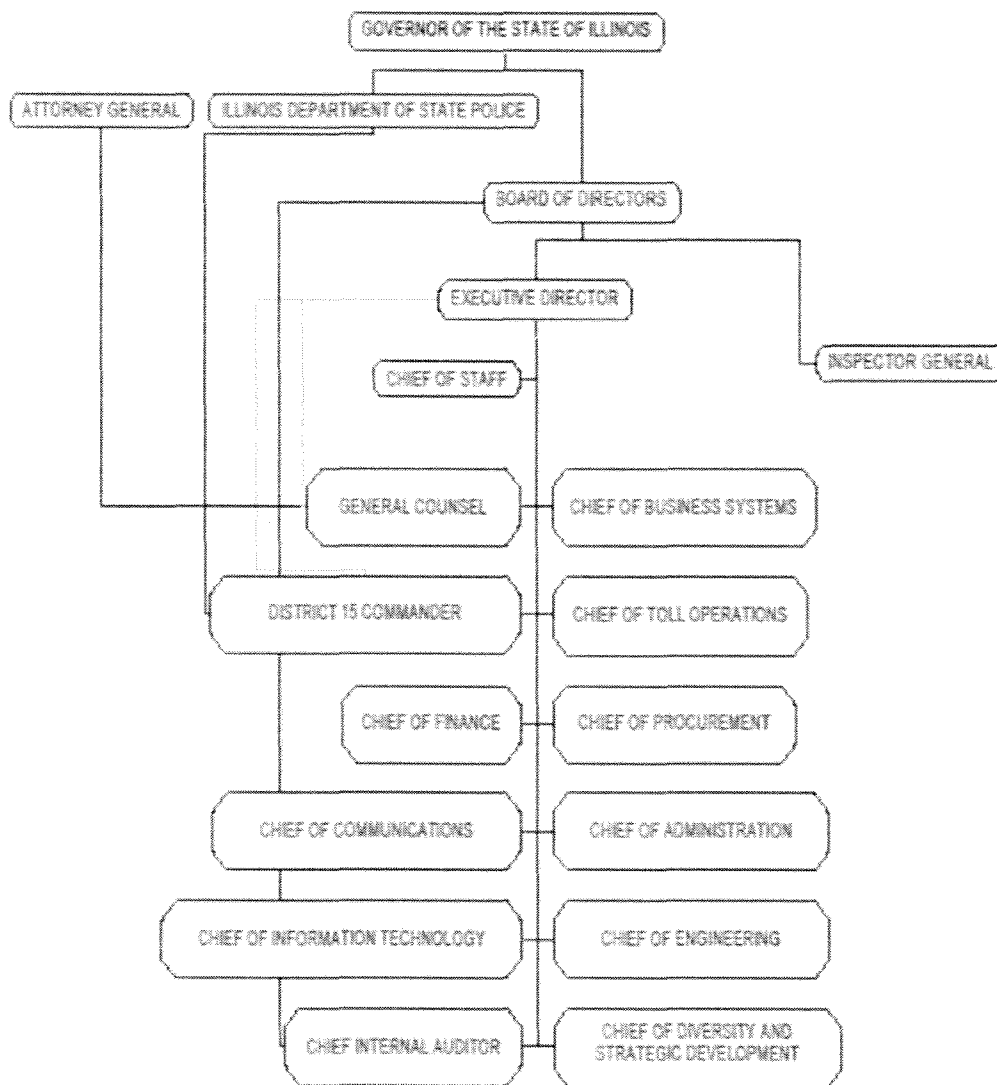 GOVERNOR OF THE STATE OF ILLINOIS
ATTORNEY GENERAL
ILLINOIS DEPARTMENT OF STATE POLICE
BOARD OF DIRECTORS
EXECUTIVE DIRECTOR
INSPECTOR GENERAL
CHIEF OF STAFF
GENERAL COUNSEL
CHIEF OF BUSINESS SYSTEMS
DISTRICT 15 COMMANDER
CHIEF OF TOLL OPERATIONS
CHIEF OF FINANCE
CHIEF OF PROCUREMENT
CHIEF OF COMMUNICATIONS
CHIEF OF ADMINISTRATION
CHIEF OF INFORMATION TECHNOLOGY
CHIEF OF ENGINEERING
CHIEF INTERNAL AUDITOR
CHIEF OF DIVERSITY AND
STRATEGIC DEVELOPMENT